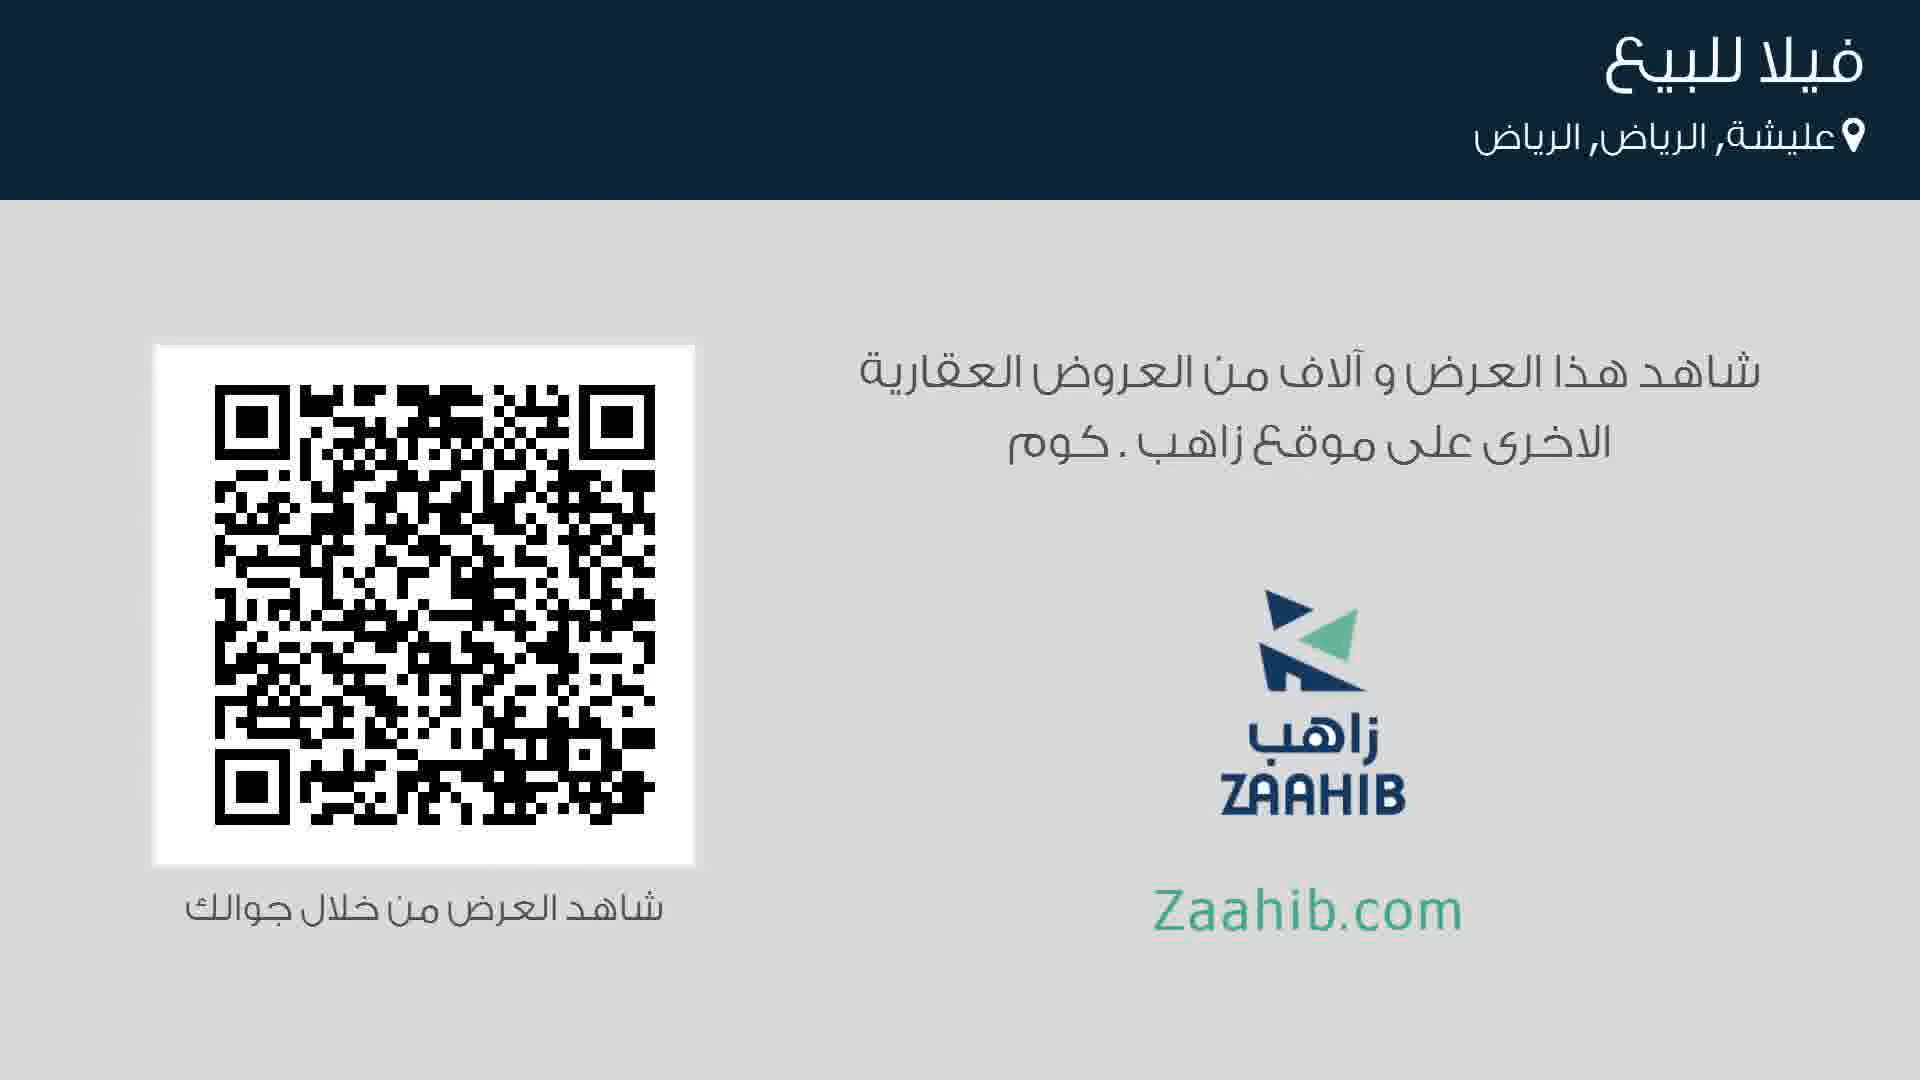 فيلا للبيع
عليشة, الرياض, الرياض
شاهد هذا العرض و آلاف من العروض العقارية
الاخرى على موقع زاهب . كوم
زاهب
ZAAHIB
Zaahib.com
شاهد العرض من خلال جوالك